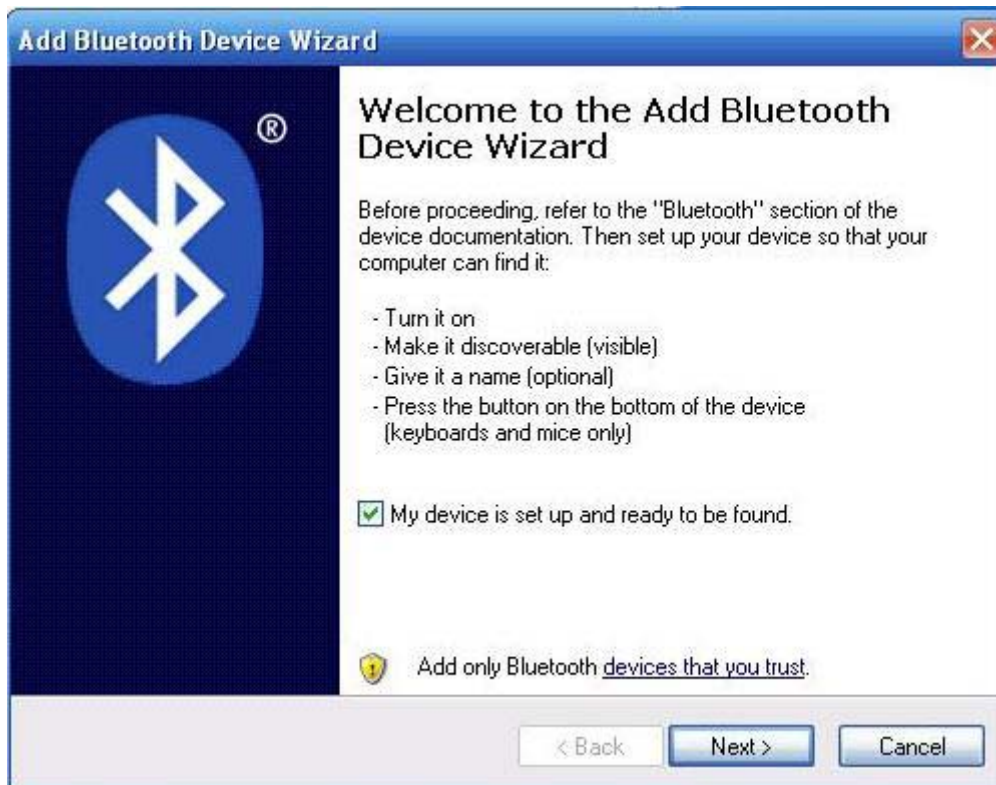 Add Bluetooth Device Wizard
®
Welcome to the Add Bluetooth
Device Wizard
Before proceeding, refer to the "Bluetooth" section of the
device documentation. Then set up your device so that your
computer can find it:
- Turn it on
- Make it discoverable (visible)
- Give it a name (optional)
- Press the button on the bottom of the device
(keyboards and mice only)
My device is set up and ready to be found.
Add only Bluetooth devices that you trust.
< Back Next > Cancel